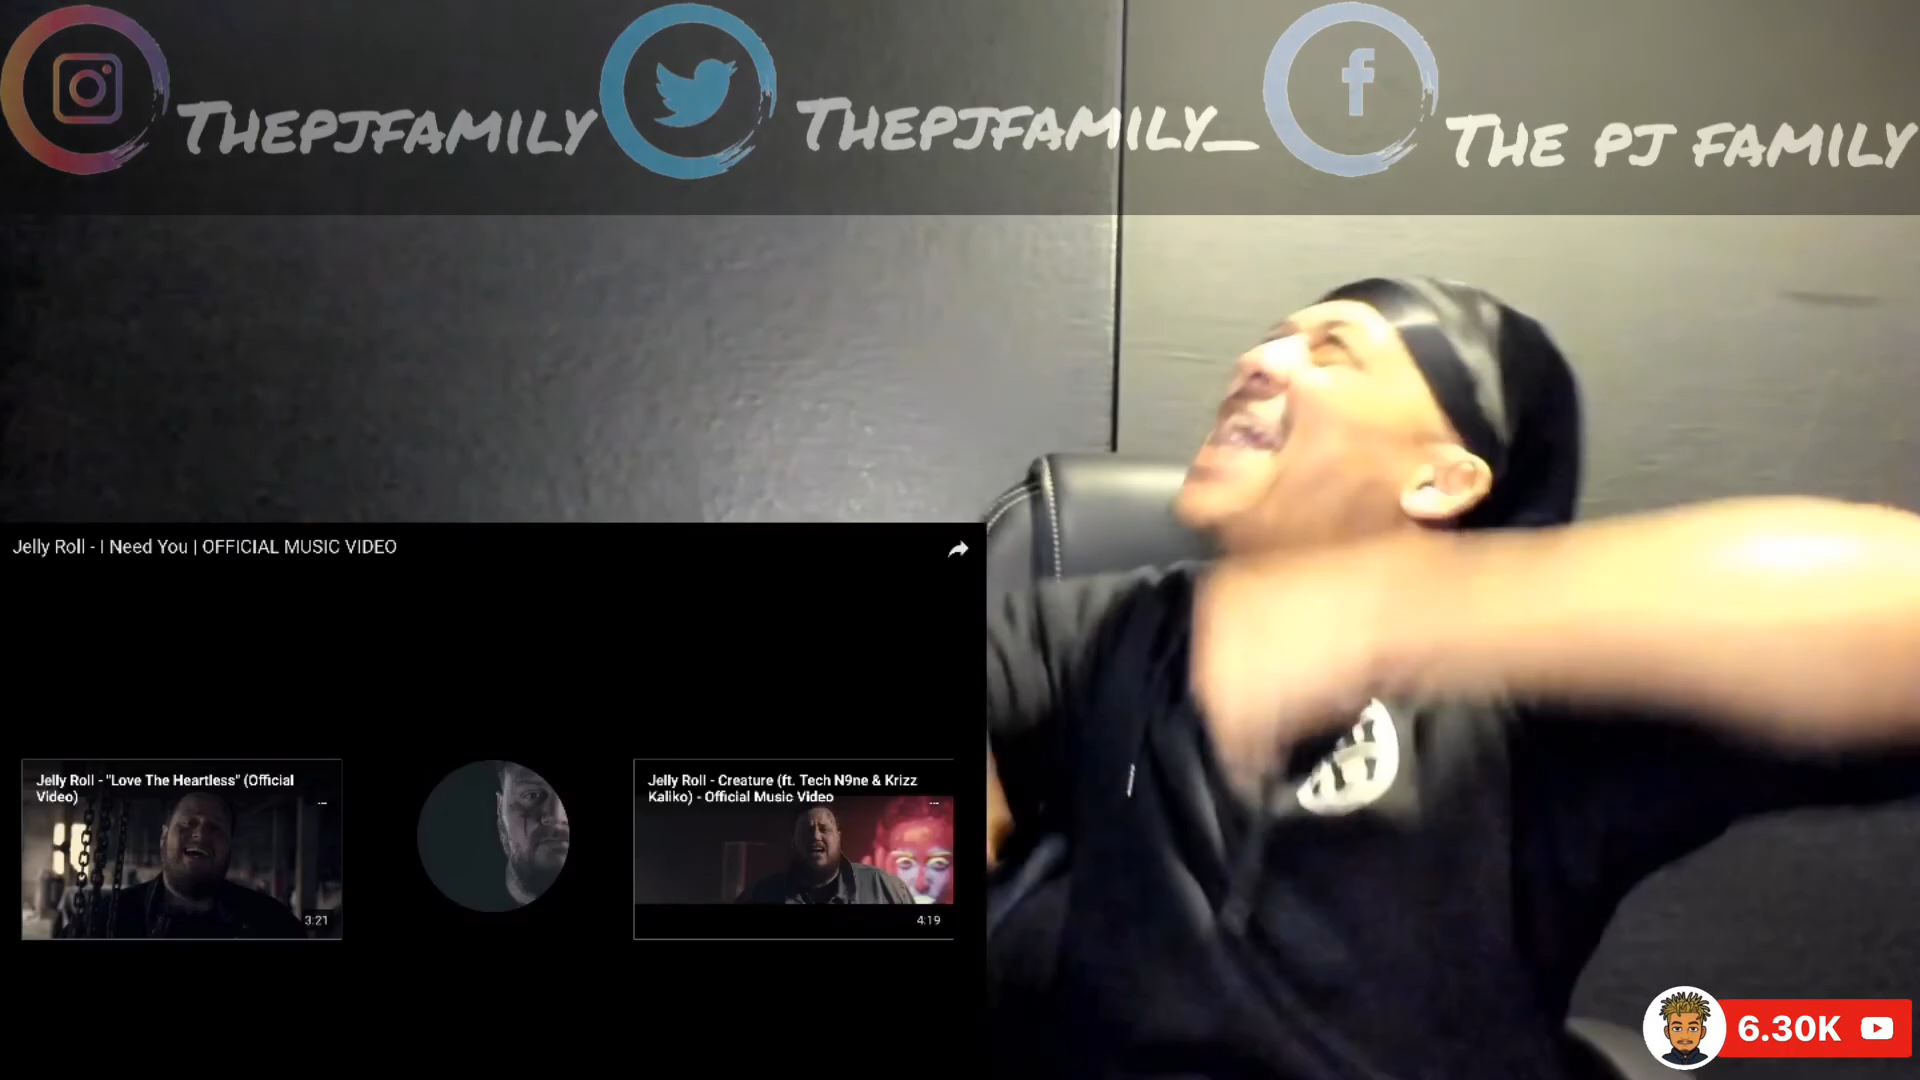 THEPJFAMILY
THEPJFAMILY_
THE PJ FAMILY
Jelly Roll - I Need You | OFFICIAL MUSIC VIDEO
Jelly Roll - "Love The Heartless" (Official
Video)
3:21
Jelly Roll - Creature (ft. Tech N9ne & Krizz
Kaliko) - Official Music Video
4:19
6.30K